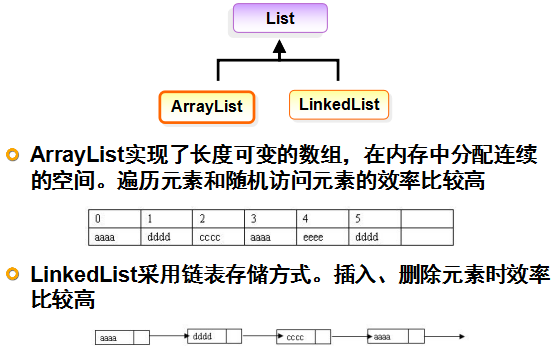 List
ArrayList
LinkedList
ArrayList实现了长度可变的数组，在内存中分配连续
的空间。遍历元素和随机访问元素的效率比较高
0 1 2 3 4 5
aaaa dddd cccc aaaa eeee dddd
LinkedList采用链表存储方式。插入、删除元素时效率
比较高
aaaa dddd cccc aaaa